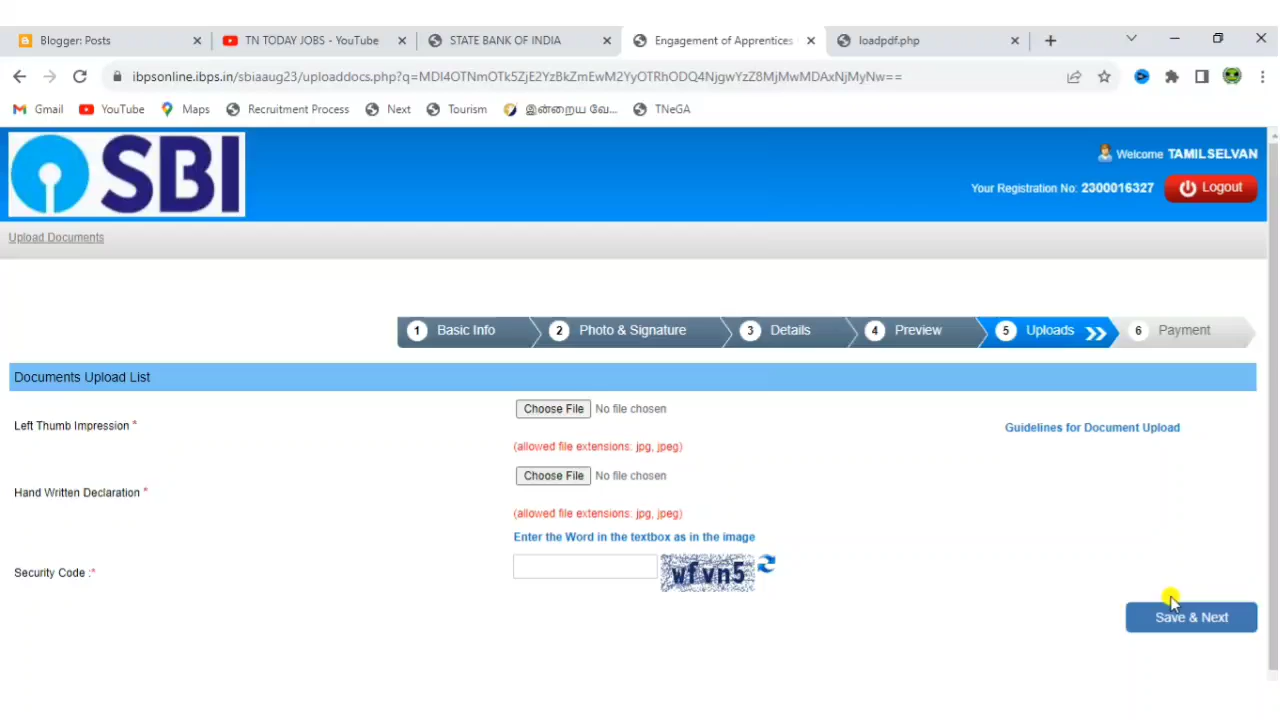 Blogger: Posts
TN TODAY JOBS - YouTube
STATE BANK OF INDIA
Engagement of Apprentices
loadpdf.php
ibpsonline.ibps.in/sbiaaug23/uploaddocs.php?q=MDI4OTNmOTk5ZjE2YzBkZmEwM2YyOTRhODQ4NjgwYzZ8MjMwMDAxNjMyNw==
Gmail
YouTube
Maps
Recruitment Process
Next
Tourism
இன்றைய வே...
TNeGA
SBI
Welcome TAMILSELVAN
Your Registration No: 2300016327
Logout
Upload Documents
1 Basic Info
2 Photo & Signature
3 Details
4 Preview
5 Uploads
6 Payment
Documents Upload List
Left Thumb Impression *
Choose File No file chosen
(allowed file extensions: jpg, jpeg)
Guidelines for Document Upload
Hand Written Declaration *
Choose File No file chosen
(allowed file extensions: jpg, jpeg)
Enter the Word in the textbox as in the image
Security Code :*
wfvn5
Save & Next